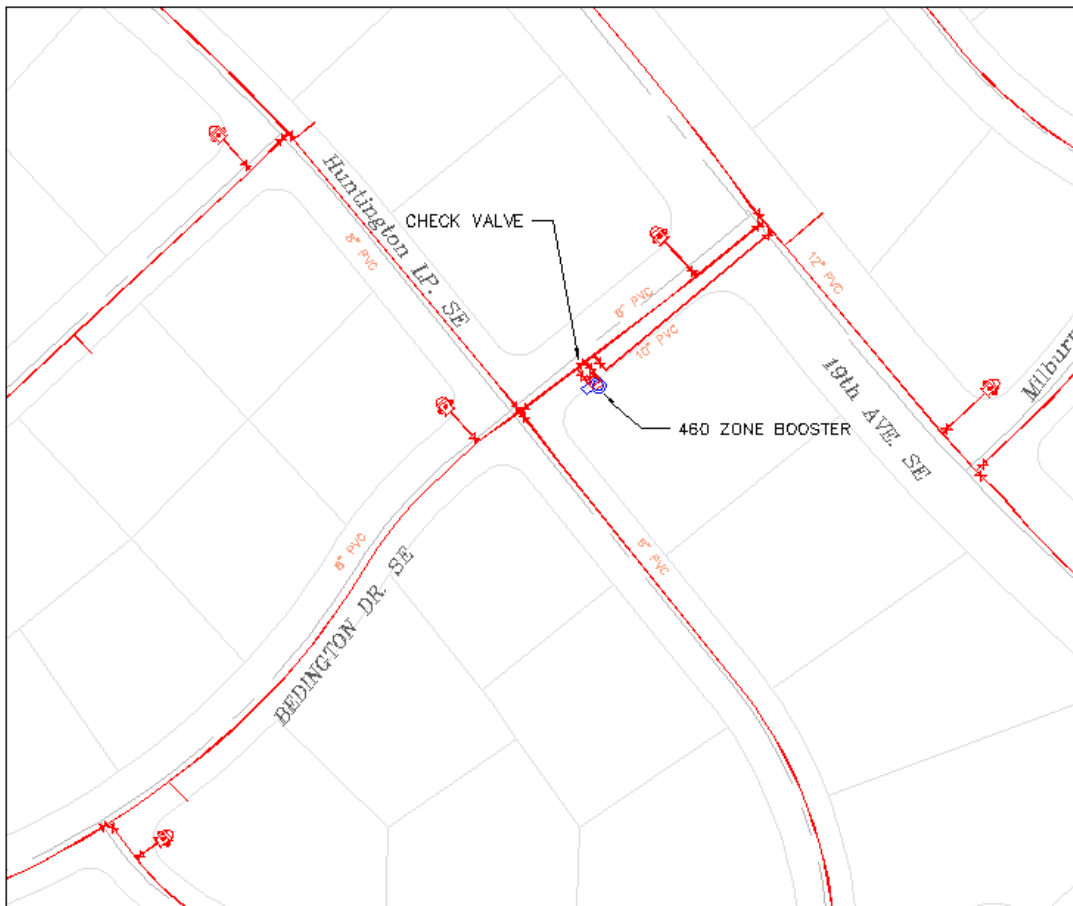 Huntington LP. SE
8" PVC
CHECK VALVE
8" PVC
10" PVC
12" PVC
19th AVE. SE
Milburn
460 ZONE BOOSTER
8" PVC
8" PVC
BEDINGTON DR. SE